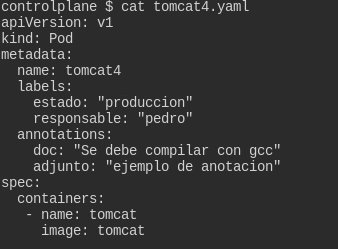 controlplane $ cat tomcat4.yaml
apiVersion: v1
kind: Pod
metadata:
  name: tomcat4
  labels:
    estado: "produccion"
    responsable: "pedro"
  annotations:
    doc: "Se debe compilar con gcc"
    adjunto: "ejemplo de anotacion"
spec:
  containers:
   - name: tomcat
     image: tomcat